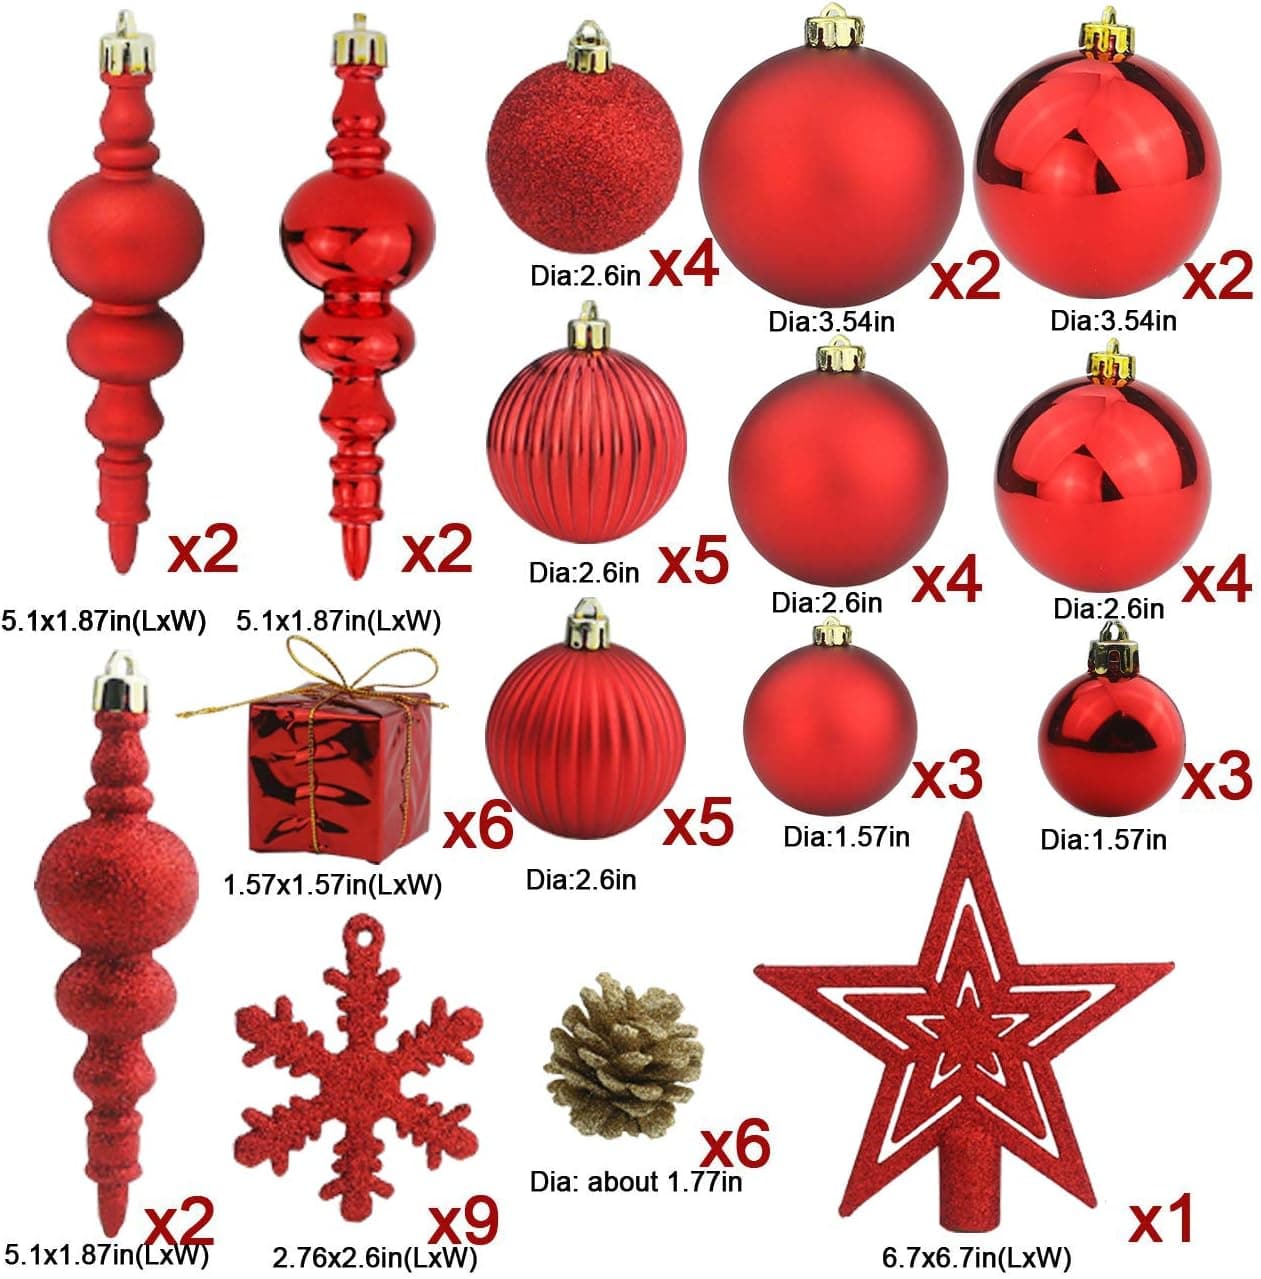 x4
Dia:2.6in
x2
Dia:3.54in
x2
Dia:3.54in
x2
5.1x1.87in(LxW)
x2
5.1x1.87in(LxW)
x5
Dia:2.6in
x4
Dia:2.6in
x4
Dia:2.6in
x6
1.57x1.57in(LxW)
x5
Dia:2.6in
x3
Dia:1.57in
x3
Dia:1.57in
x2
5.1x1.87in(LxW)
x9
2.76x2.6in(LxW)
x6
Dia: about 1.77in
x1
6.7x6.7in(LxW)